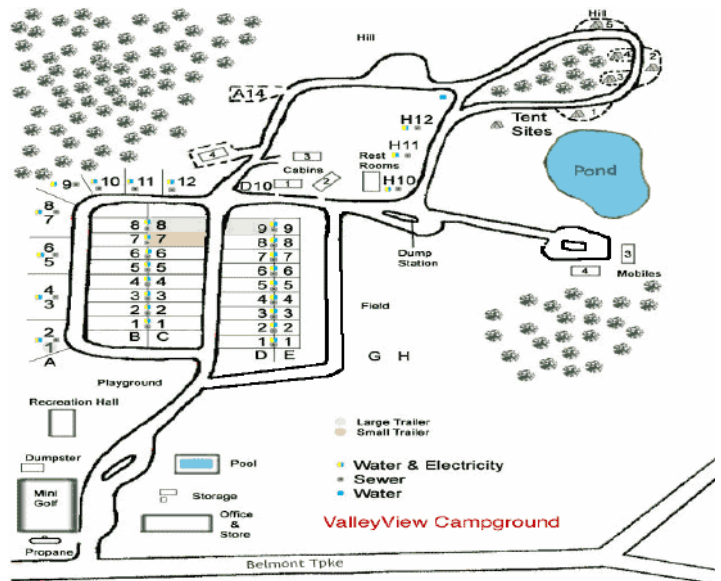 Hill
5
Hill
4
2
3
1
A14
H12
Tent
Sites
4
3
Cabins
H11
Rest
Rooms
Pond
9
10
11
12
D10
1
2
H10
8
7
8 8
9 9
7 7
8 8
Dump
Station
6
5
6 6
7 7
3
5 5
6 6
4
Mobiles
4
3
4 4
5 5
3 3
4 4
Field
2 2
3 3
2
1
1 1
2 2
B C
1 1
A
D E
G H
Playground
Recreation Hall
Large Trailer
Small Trailer
Dumpster
Pool
Water & Electricity
Sewer
Water
Mini
Golf
Storage
Office
&
Store
ValleyView Campground
Propane
Belmont Tpke